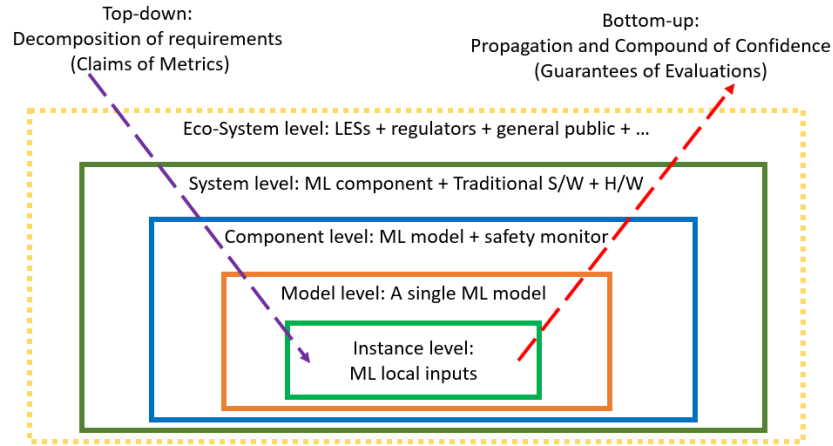 Top-down:
Decomposition of requirements
(Claims of Metrics)
Bottom-up:
Propagation and Compound of Confidence
(Guarantees of Evaluations)
Eco-System level: LESs + regulators + general public + ...
System level: ML component + Traditional S/W + H/W
Component level: ML model + safety monitor
Model level: A single ML model
Instance level:
ML local inputs